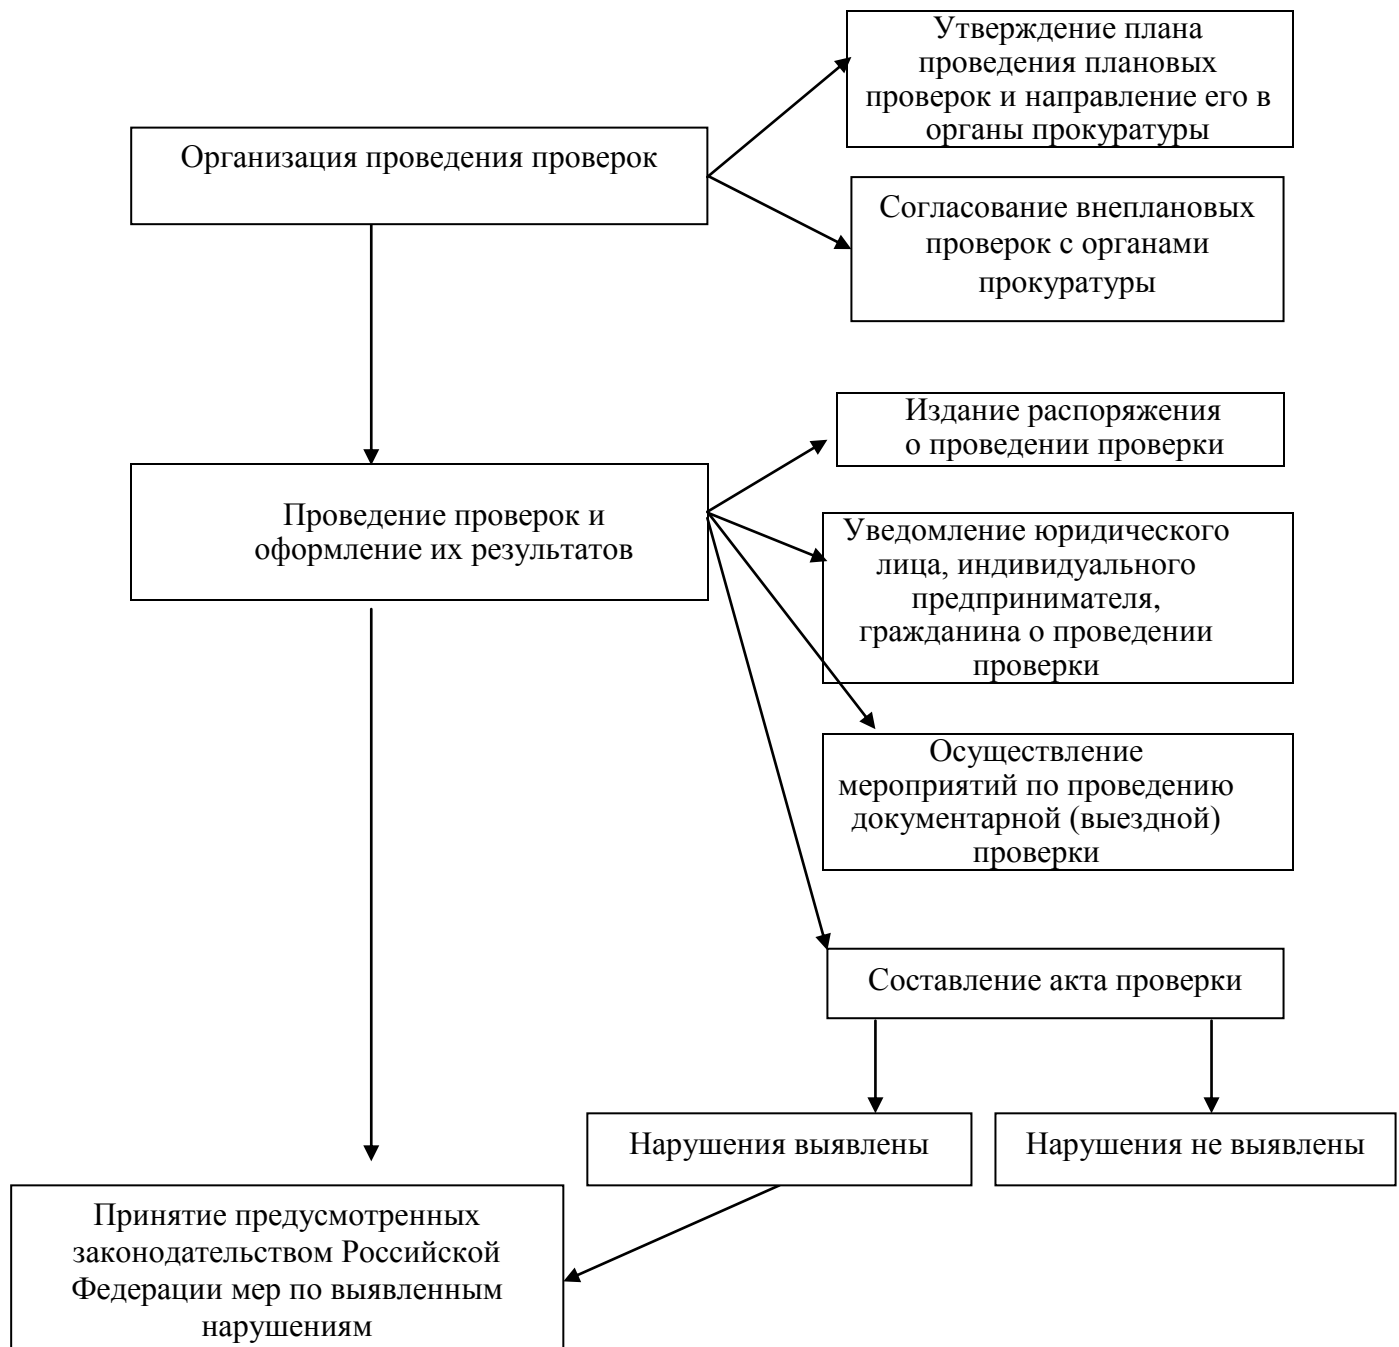 Утверждение плана
проведения плановых
проверок и направление его в
органы прокуратуры
Организация проведения проверок
Согласование внеплановых
проверок с органами
прокуратуры
Издание распоряжения
о проведении проверки
Проведение проверок и
оформление их результатов
Уведомление юридического
лица, индивидуального
предпринимателя,
гражданина о проведении
проверки
Осуществление
мероприятий по проведению
документарной (выездной)
проверки
Составление акта проверки
Нарушения выявлены
Нарушения не выявлены
Принятие предусмотренных
законодательством Российской
Федерации мер по выявленным
нарушениям